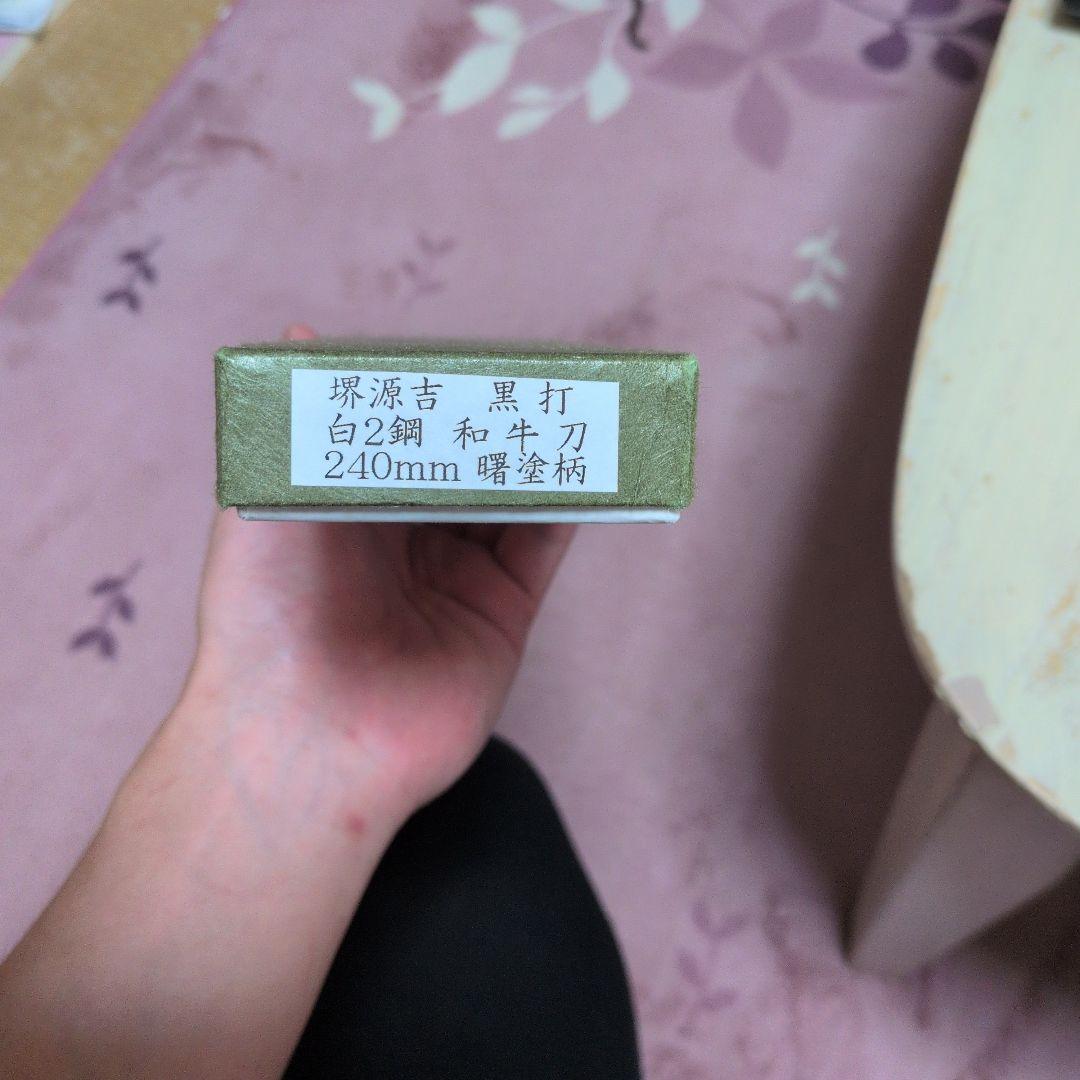 堺源吉 黒打
白2鋼 和牛刀
240mm 曙塗柄